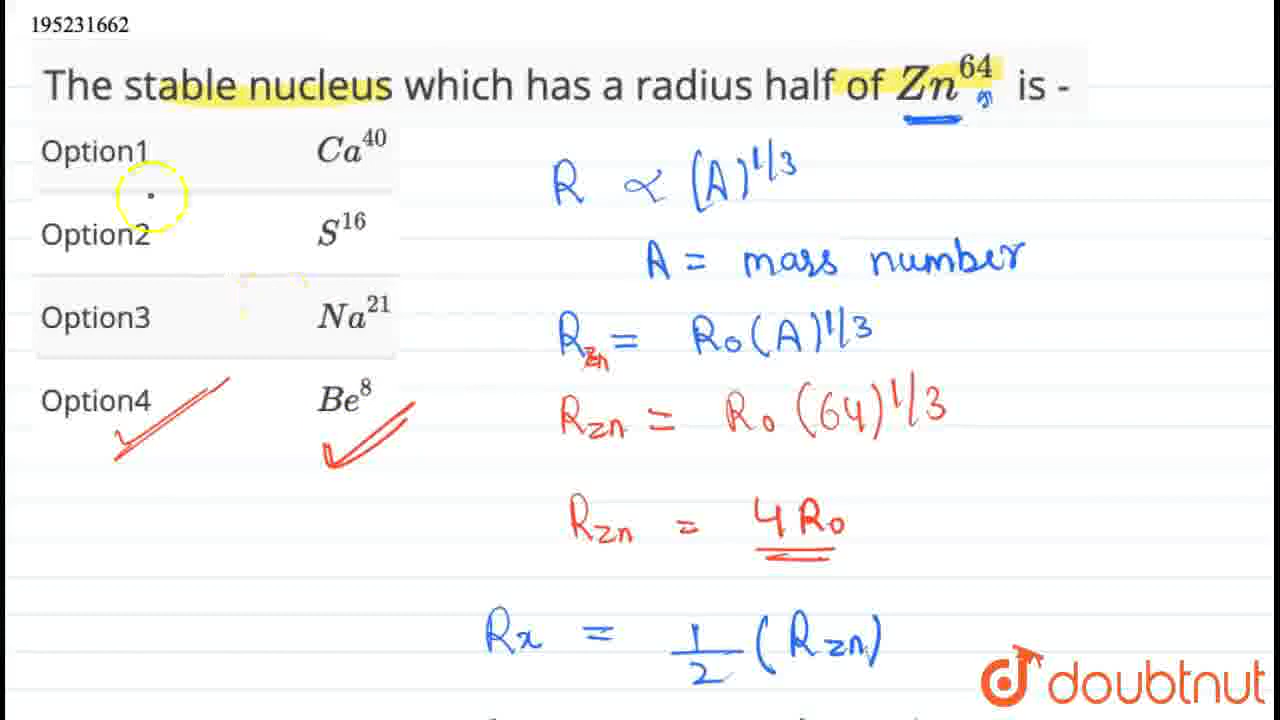 195231662
The stable nucleus which has a radius half of Zn^64 is -
Option1 Ca^40
Option2 S^16
Option3 Na^21
Option4 Be^8
R ∝ (A)^1/3
A = mass number
R_Zn = R₀(A)^1/3
R_Zn = R₀(64)^1/3
R_Zn = 4R₀
R_x = 1/2 (R_Zn)
doubtnut